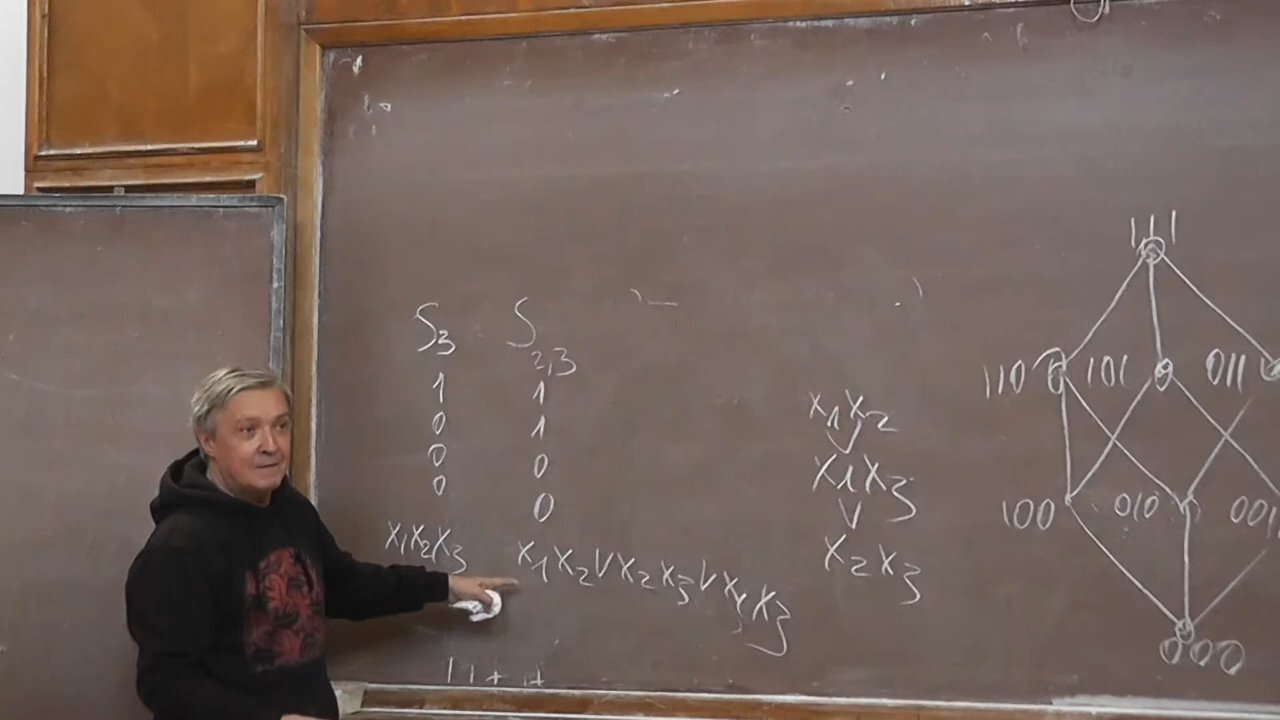 S₃ S₂,₃
1 1
0 1
0 0
0 0
x₁x₂x₃ x₁x₂ ∨ x₂x₃ ∨ x₁x₃
x₁x₂
∨
x₁x₃
∨
x₂x₃
111
110 101 011
100 010 001
000